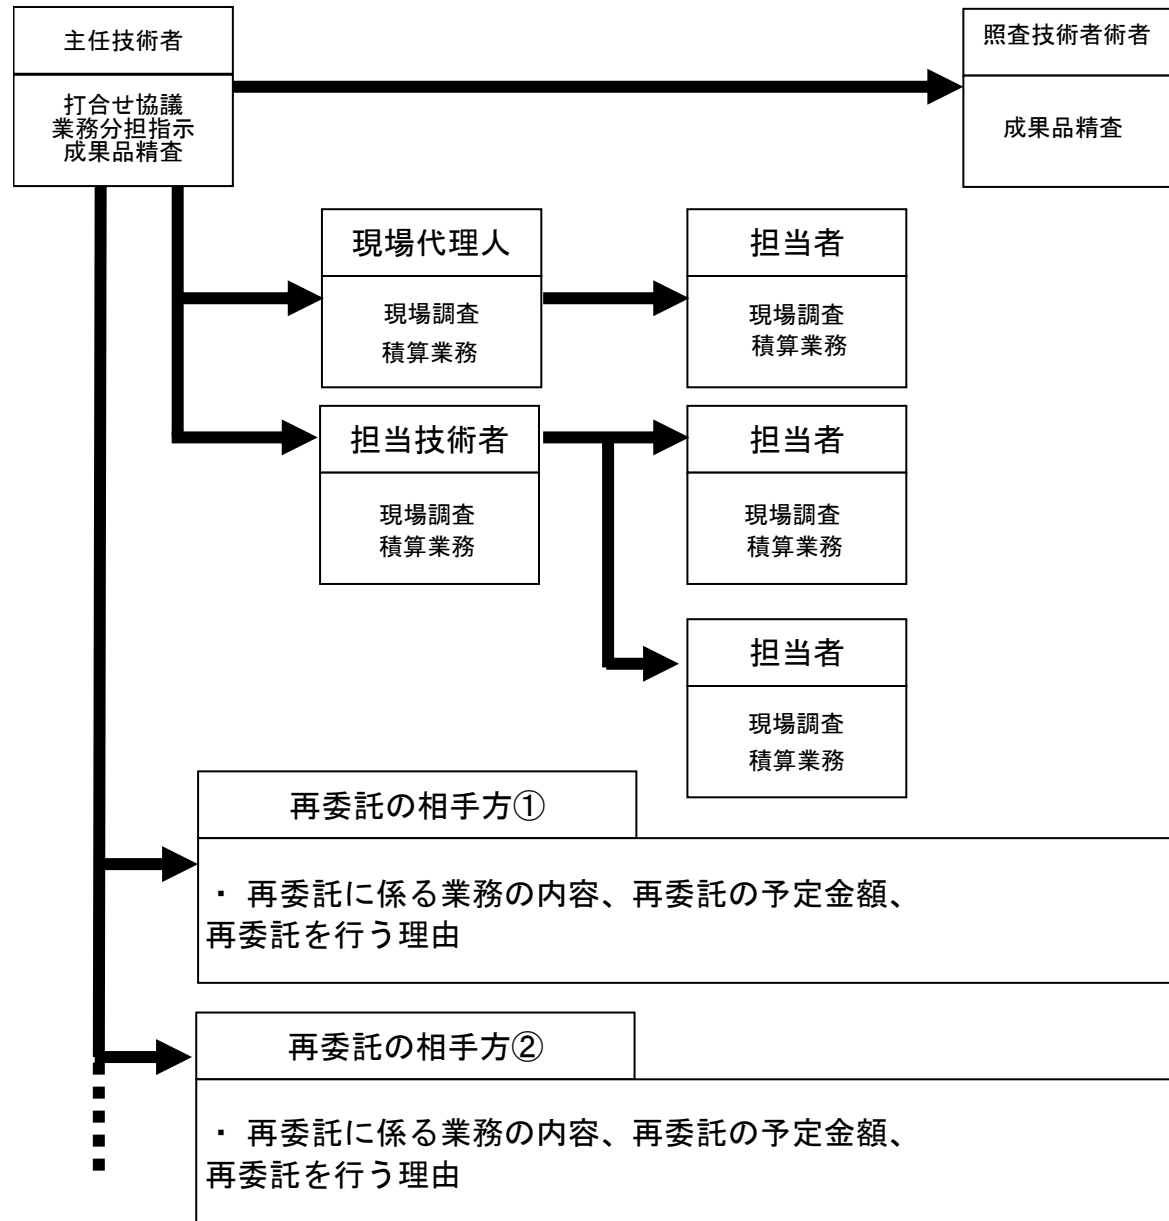 主任技術者
打合せ協議
業務分担指示
成果品精査
照査技術者術者
成果品精査
現場代理人
現場調査
積算業務
担当者
現場調査
積算業務
担当技術者
現場調査
積算業務
担当者
現場調査
積算業務
担当者
現場調査
積算業務
再委託の相手方①
・ 再委託に係る業務の内容、再委託の予定金額、
再委託を行う理由
再委託の相手方②
・ 再委託に係る業務の内容、再委託の予定金額、
再委託を行う理由